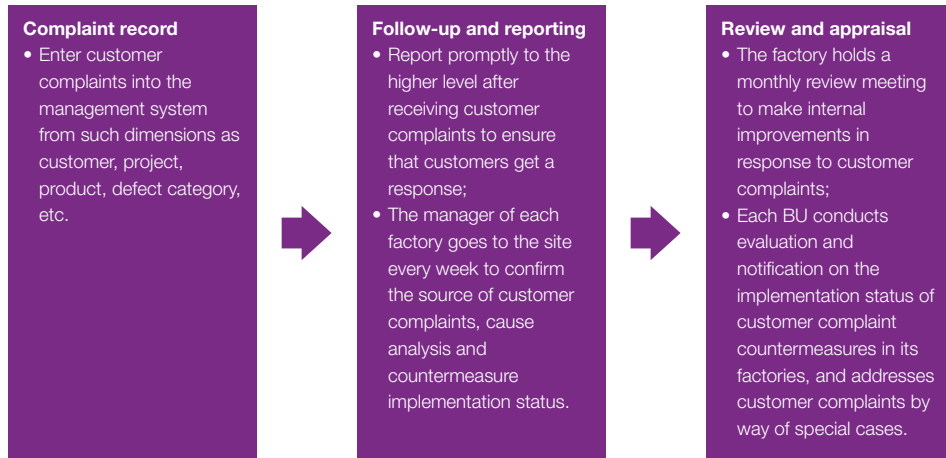 Complaint record
• Enter customer
complaints into the
management system
from such dimensions as
customer, project,
product, defect category,
etc.
Follow-up and reporting
• Report promptly to the
higher level after
receiving customer
complaints to ensure
that customers get a
response;
• The manager of each
factory goes to the site
every week to confirm
the source of customer
complaints, cause
analysis and
countermeasure
implementation status.
Review and appraisal
• The factory holds a
monthly review meeting
to make internal
improvements in
response to customer
complaints;
• Each BU conducts
evaluation and
notification on the
implementation status of
customer complaint
countermeasures in its
factories, and addresses
customer complaints by
way of special cases.